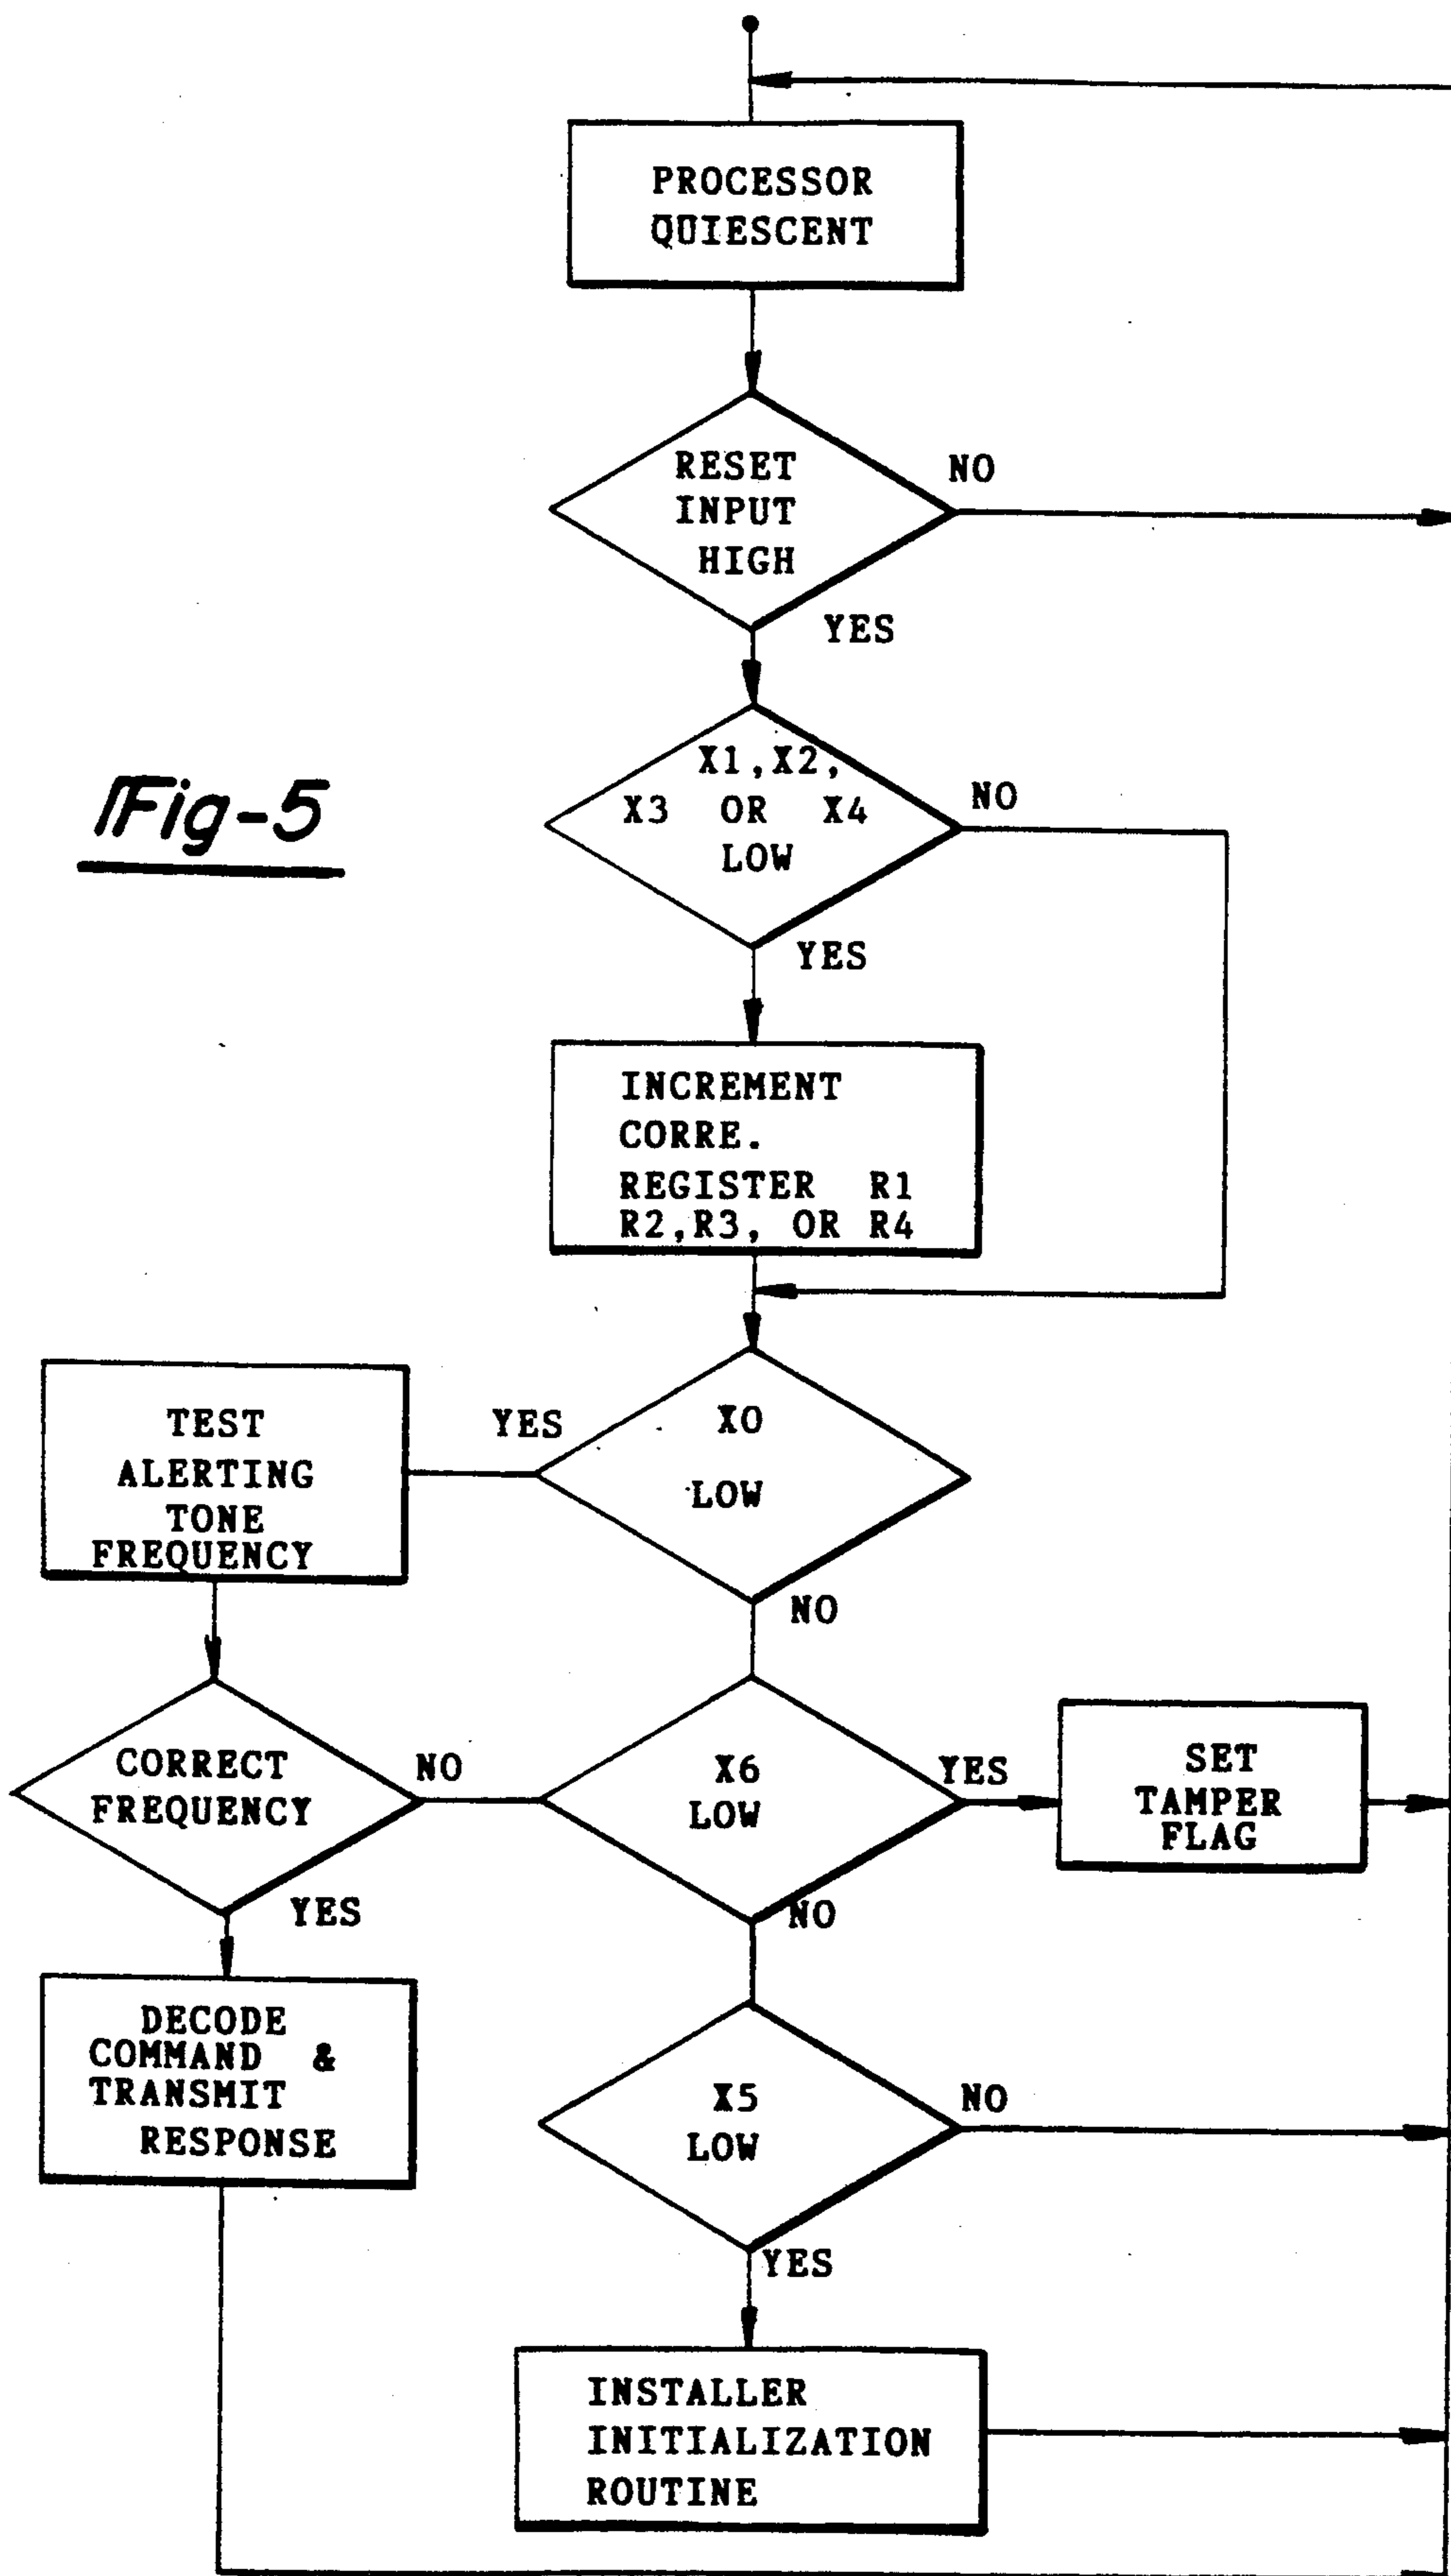 PROCESSOR
QUIESCENT
RESET
INPUT
HIGH
NO
YES
Fig-5
X1,X2,
X3 OR X4
LOW
NO
YES
INCREMENT
CORRE.
REGISTER R1
R2,R3, OR R4
TEST
ALERTING
TONE
FREQUENCY
YES
X0
LOW
NO
CORRECT
FREQUENCY
NO
X6
LOW
YES
SET
TAMPER
FLAG
YES
NO
DECODE
COMMAND &
TRANSMIT
RESPONSE
X5
LOW
NO
YES
INSTALLER
INITIALIZATION
ROUTINE